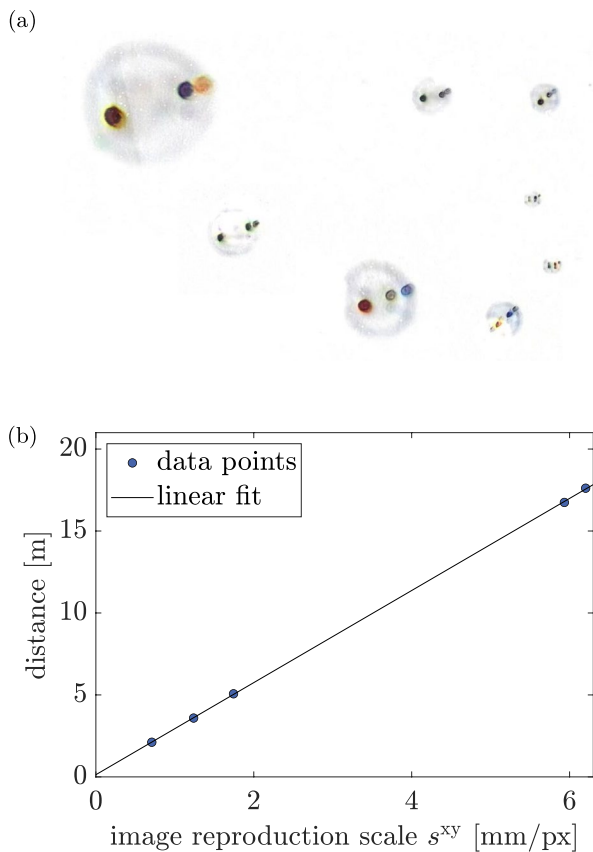 (a)
(b)
20
15
10
5
0
distance [m]
data points
linear fit
0 2 4 6
image reproduction scale s^xy [mm/px]